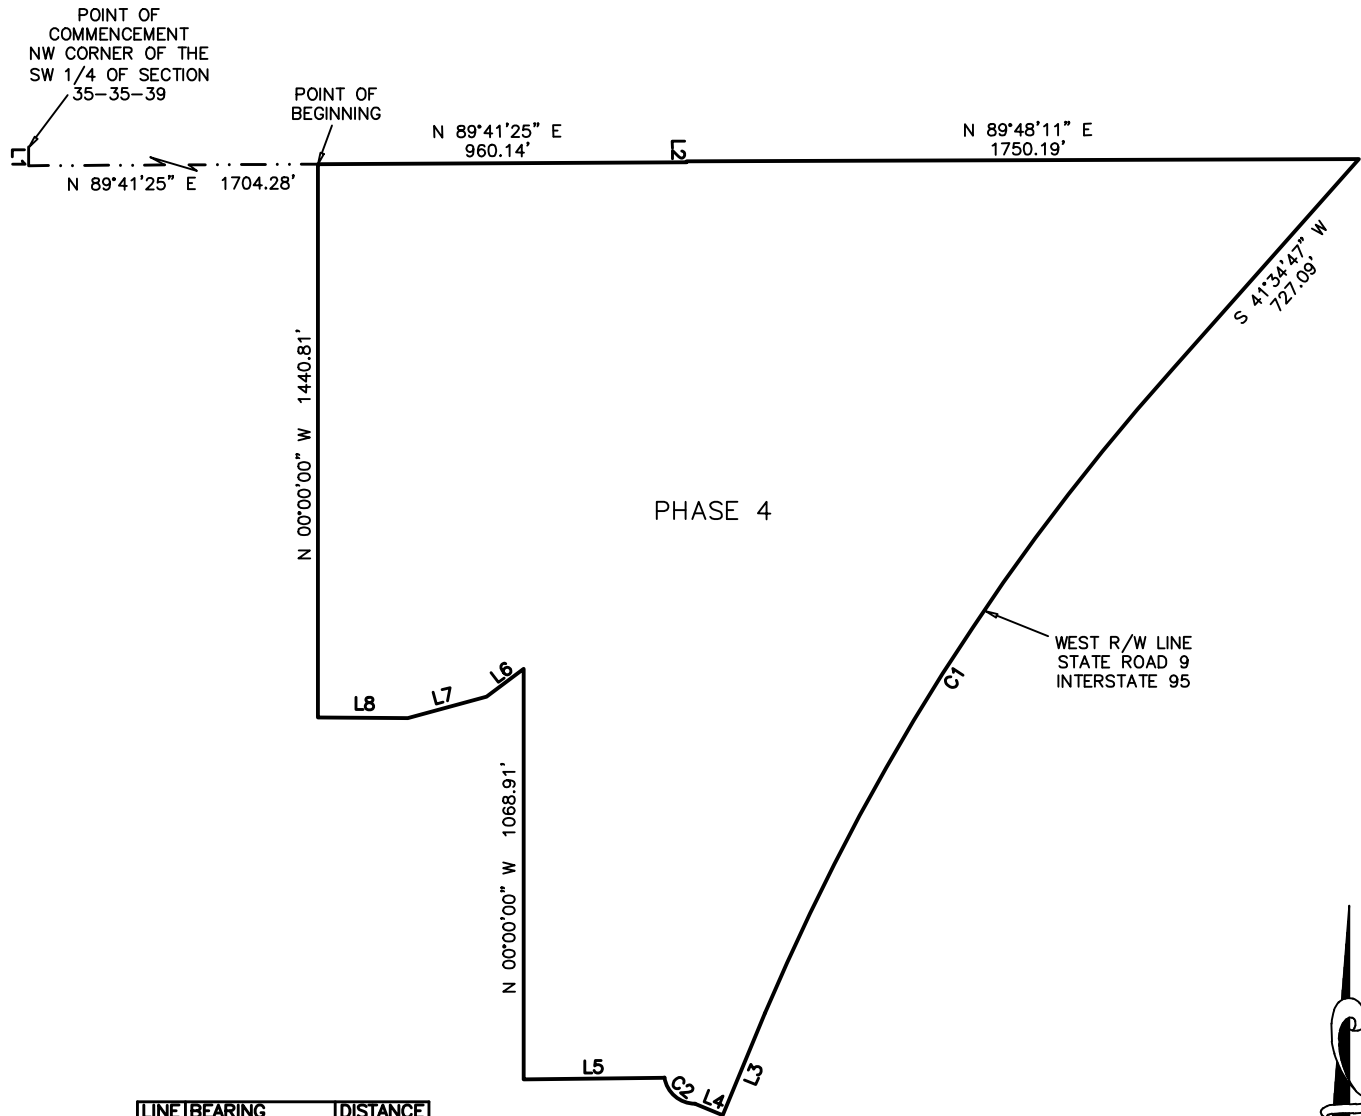 POINT OF
COMMENCEMENT
NW CORNER OF THE
SW 1/4 OF SECTION
35-35-39
POINT OF
BEGINNING
L1
N 89°41'25" E 1704.28'
N 89°41'25" E
960.14'
L2
N 89°48'11" E
1750.19'
S 41°34'47" W
727.09'
N 00°00'00" W 1440.81'
PHASE 4
WEST R/W LINE
STATE ROAD 9
INTERSTATE 95
C1
L6
L7
L8
N 00°00'00" W 1068.91'
L5
C2
L4
L3
LINE BEARING DISTANCE